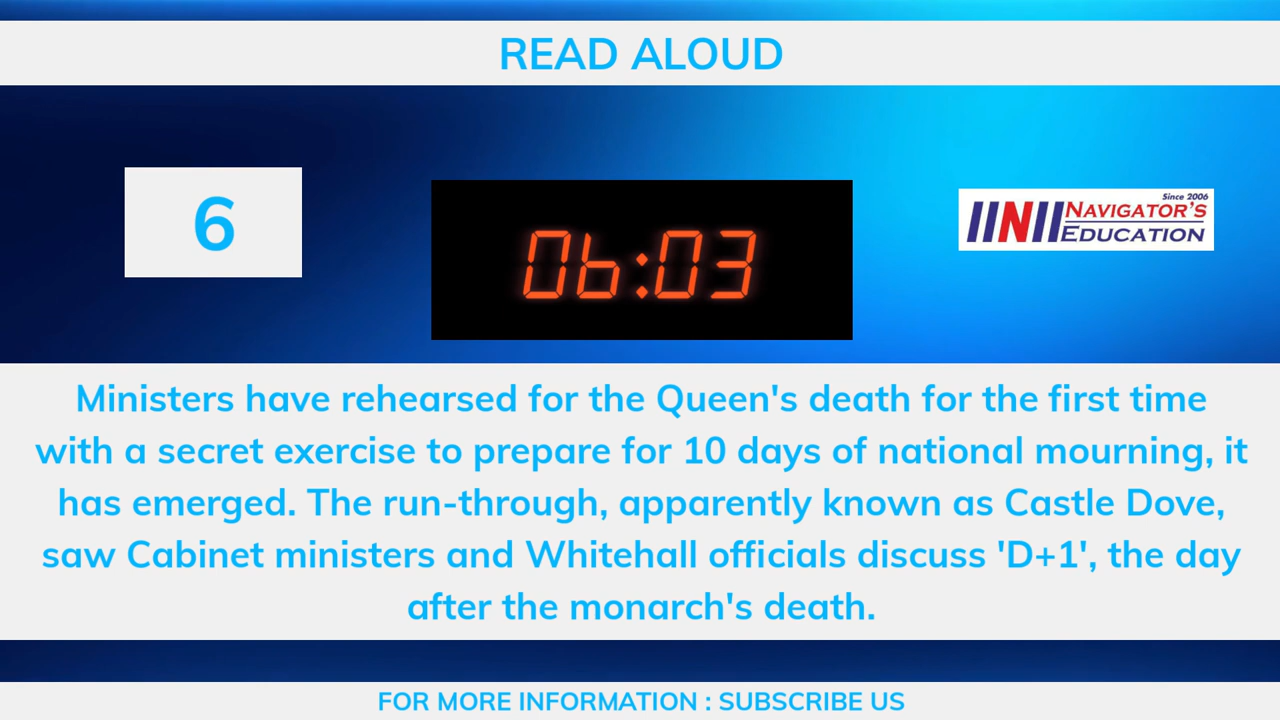 READ ALOUD
6
06:03
Since 2006
NAVIGATOR'S
EDUCATION
Ministers have rehearsed for the Queen's death for the first time
with a secret exercise to prepare for 10 days of national mourning, it
has emerged. The run-through, apparently known as Castle Dove,
saw Cabinet ministers and Whitehall officials discuss 'D+1', the day
after the monarch's death.
FOR MORE INFORMATION : SUBSCRIBE US